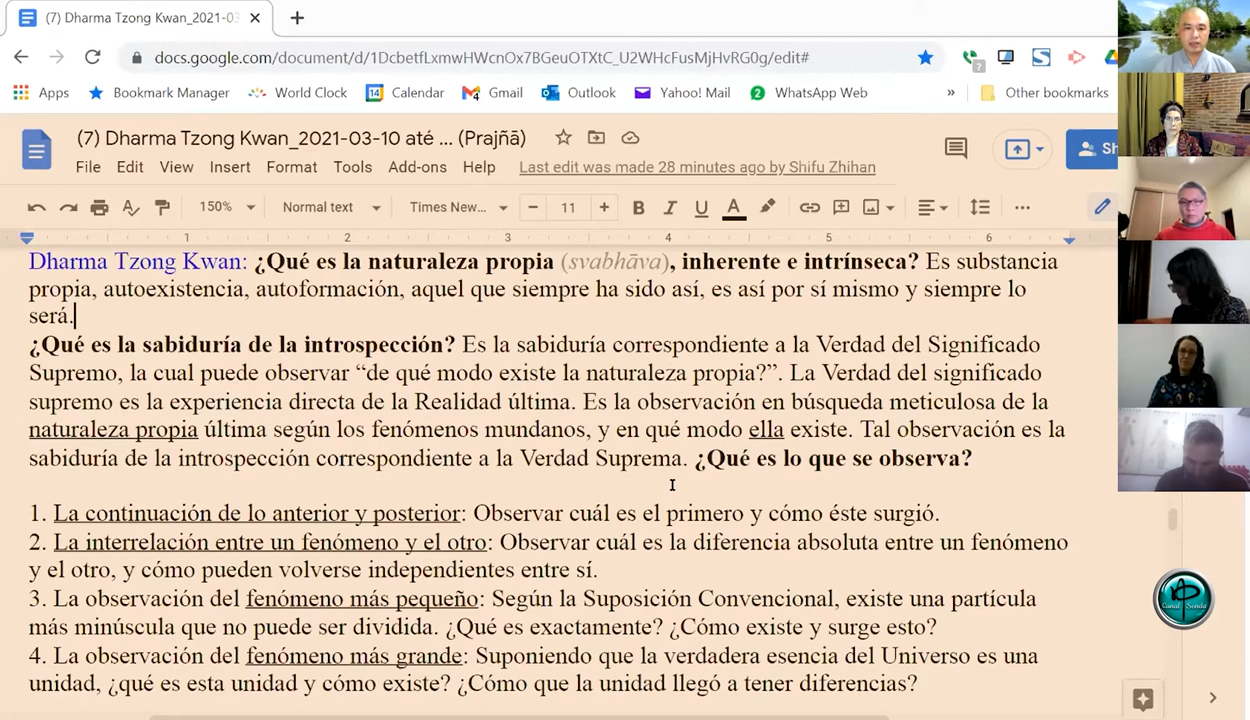 (7) Dharma Tzong Kwan_2021-03
docs.google.com/document/d/1DcbetfLxmwHWcnOx7BGeuOTXtC_U2WHcFusMjHvRG0g/edit#
Apps Bookmark Manager World Clock 14 Calendar Gmail Outlook Yahoo! Mail 2 WhatsApp Web » Other bookmarks
(7) Dharma Tzong Kwan_2021-03-10 até ... (Prajñā)
File Edit View Insert Format Tools Add-ons Help Last edit was made 28 minutes ago by Shifu Zhihan
Sh
150% Normal text Times New... − 11 + B I U A
1 2 3 4 5 6
Dharma Tzong Kwan: ¿Qué es la naturaleza propia (svabhāva), inherente e intrínseca? Es substancia
propia, autoexistencia, autoformación, aquel que siempre ha sido así, es así por sí mismo y siempre lo
será.
¿Qué es la sabiduría de la introspección? Es la sabiduría correspondiente a la Verdad del Significado
Supremo, la cual puede observar “de qué modo existe la naturaleza propia?”. La Verdad del significado
supremo es la experiencia directa de la Realidad última. Es la observación en búsqueda meticulosa de la
naturaleza propia última según los fenómenos mundanos, y en qué modo ella existe. Tal observación es la
sabiduría de la introspección correspondiente a la Verdad Suprema. ¿Qué es lo que se observa?
1. La continuación de lo anterior y posterior: Observar cuál es el primero y cómo éste surgió.
2. La interrelación entre un fenómeno y el otro: Observar cuál es la diferencia absoluta entre un fenómeno
y el otro, y cómo pueden volverse independientes entre sí.
3. La observación del fenómeno más pequeño: Según la Suposición Convencional, existe una partícula
más minúscula que no puede ser dividida. ¿Qué es exactamente? ¿Cómo existe y surge esto?
4. La observación del fenómeno más grande: Suponiendo que la verdadera esencia del Universo es una
unidad, ¿qué es esta unidad y cómo existe? ¿Cómo que la unidad llegó a tener diferencias?
Canal Senda